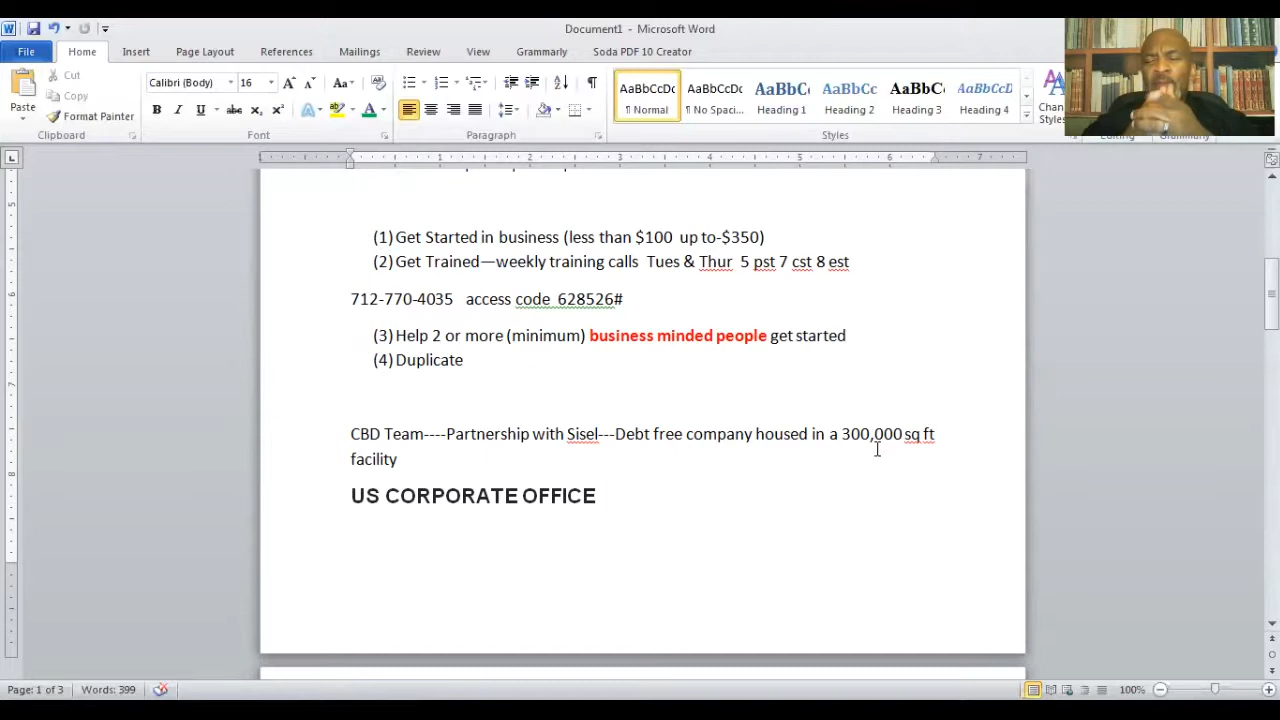 Document1 - Microsoft Word
File Home Insert Page Layout References Mailings Review View Grammarly Soda PDF 10 Creator
Paste
Cut
Copy
Format Painter
Clipboard
Calibri (Body) 16
Font
Paragraph
AaBbCcDc AaBbCcDc AaBbC AaBbCc AaBbC AaBbCcD
¶ Normal ¶ No Spaci... Heading 1 Heading 2 Heading 3 Heading 4
Styles
(1) Get Started in business (less than $100 up to-$350)
(2) Get Trained—weekly training calls Tues & Thur 5 pst 7 cst 8 est
712-770-4035 access code 628526#
(3) Help 2 or more (minimum) business minded people get started
(4) Duplicate
CBD Team----Partnership with Sisel---Debt free company housed in a 300,000 sq ft
facility
US CORPORATE OFFICE
Page: 1 of 3 Words: 399 100%